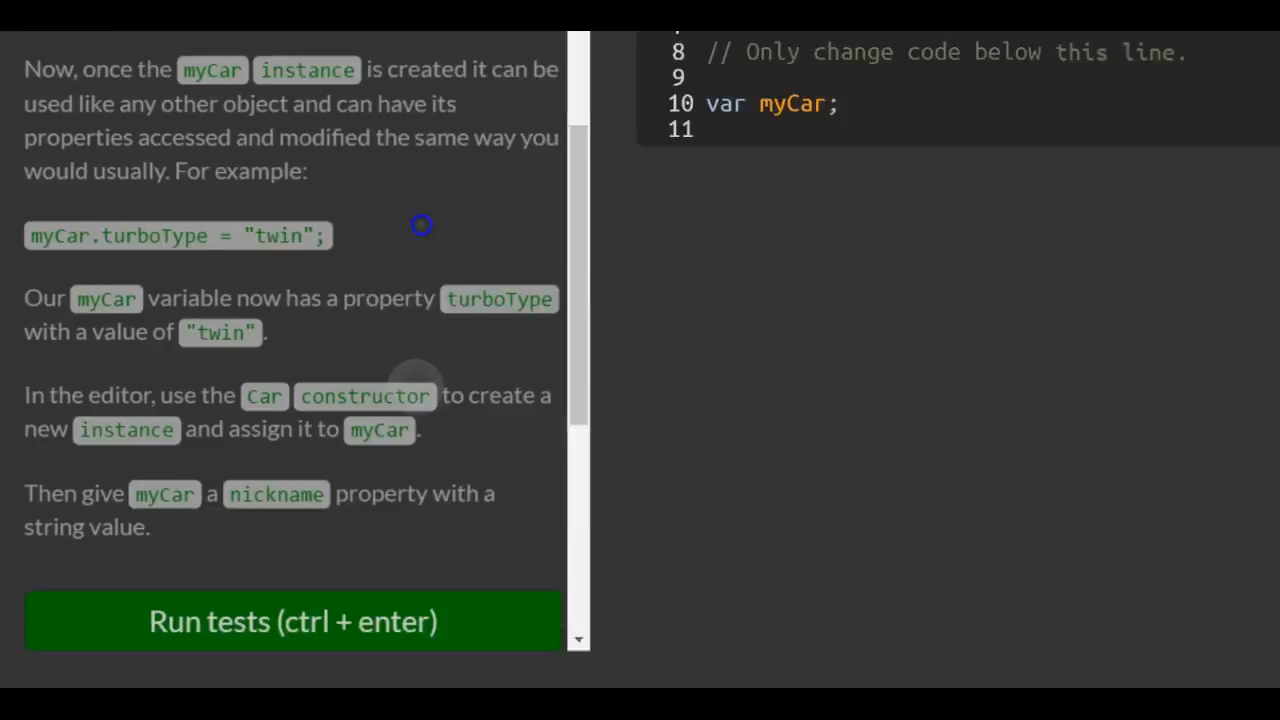 Now, once the myCar instance is created it can be
used like any other object and can have its
properties accessed and modified the same way you
would usually. For example:
myCar.turboType = "twin";
Our myCar variable now has a property turboType
with a value of "twin".
In the editor, use the Car constructor to create a
new instance and assign it to myCar.
Then give myCar a nickname property with a
string value.
Run tests (ctrl + enter)
8 // Only change code below this line.
9
10 var myCar;
11